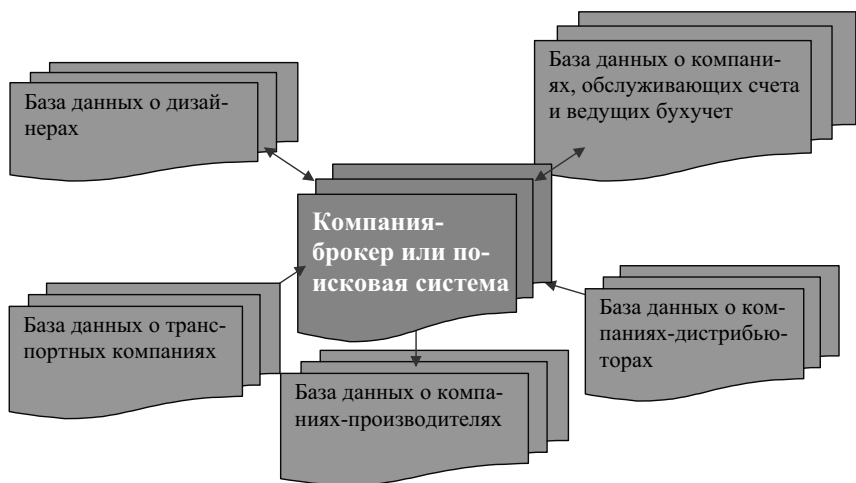 База данных о дизай-
нерах
База данных о компани-
ях, обслуживающих счета
и ведущих бухучет
Компания-
брокер или по-
исковая система
База данных о транс-
портных компаниях
База данных о ком-
паниях-дистрибью-
торах
База данных о компа-
ниях-производителях